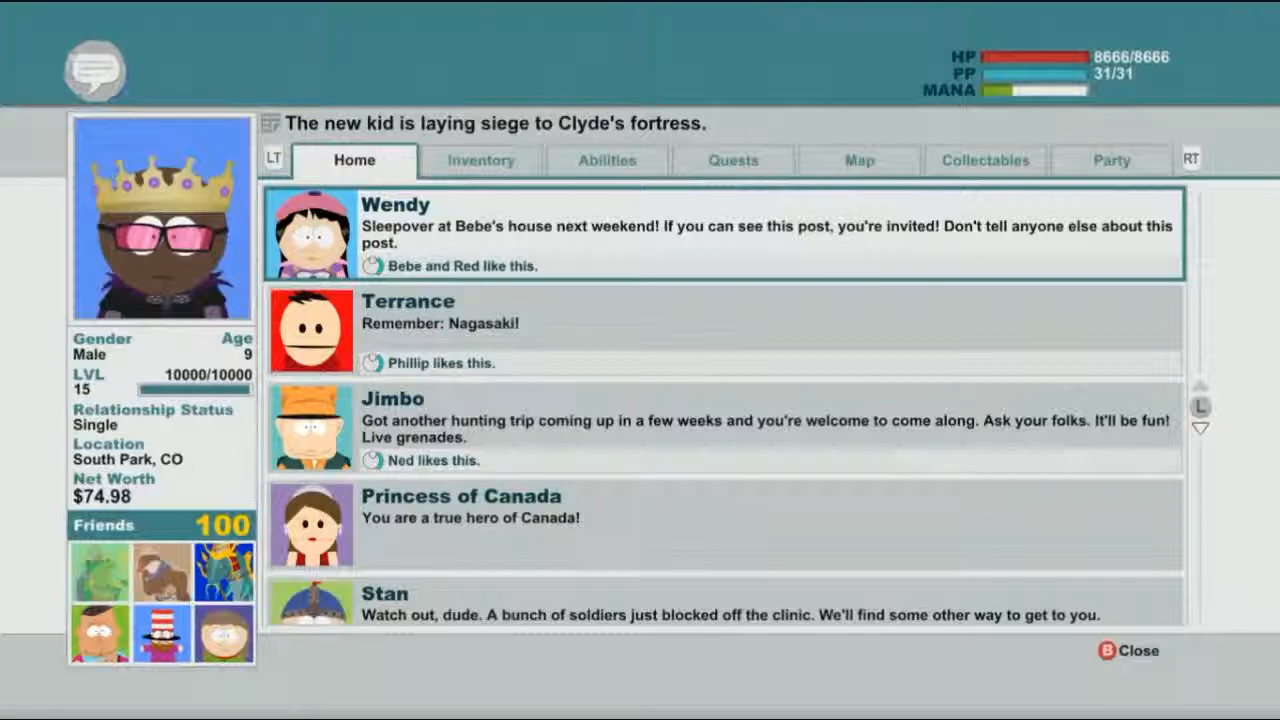 HP 8666/8666
PP 31/31
MANA
The new kid is laying siege to Clyde's fortress.
LT Home Inventory Abilities Quests Map Collectables Party RT
Gender Age
Male 9
LVL 10000/10000
15
Relationship Status
Single
Location
South Park, CO
Net Worth
$74.98
Friends 100
Wendy
Sleepover at Bebe's house next weekend! If you can see this post, you're invited! Don't tell anyone else about this
post.
Bebe and Red like this.
Terrance
Remember: Nagasaki!
Phillip likes this.
Jimbo
Got another hunting trip coming up in a few weeks and you're welcome to come along. Ask your folks. It'll be fun!
Live grenades.
Ned likes this.
Princess of Canada
You are a true hero of Canada!
Stan
Watch out, dude. A bunch of soldiers just blocked off the clinic. We'll find some other way to get to you.
L
B Close